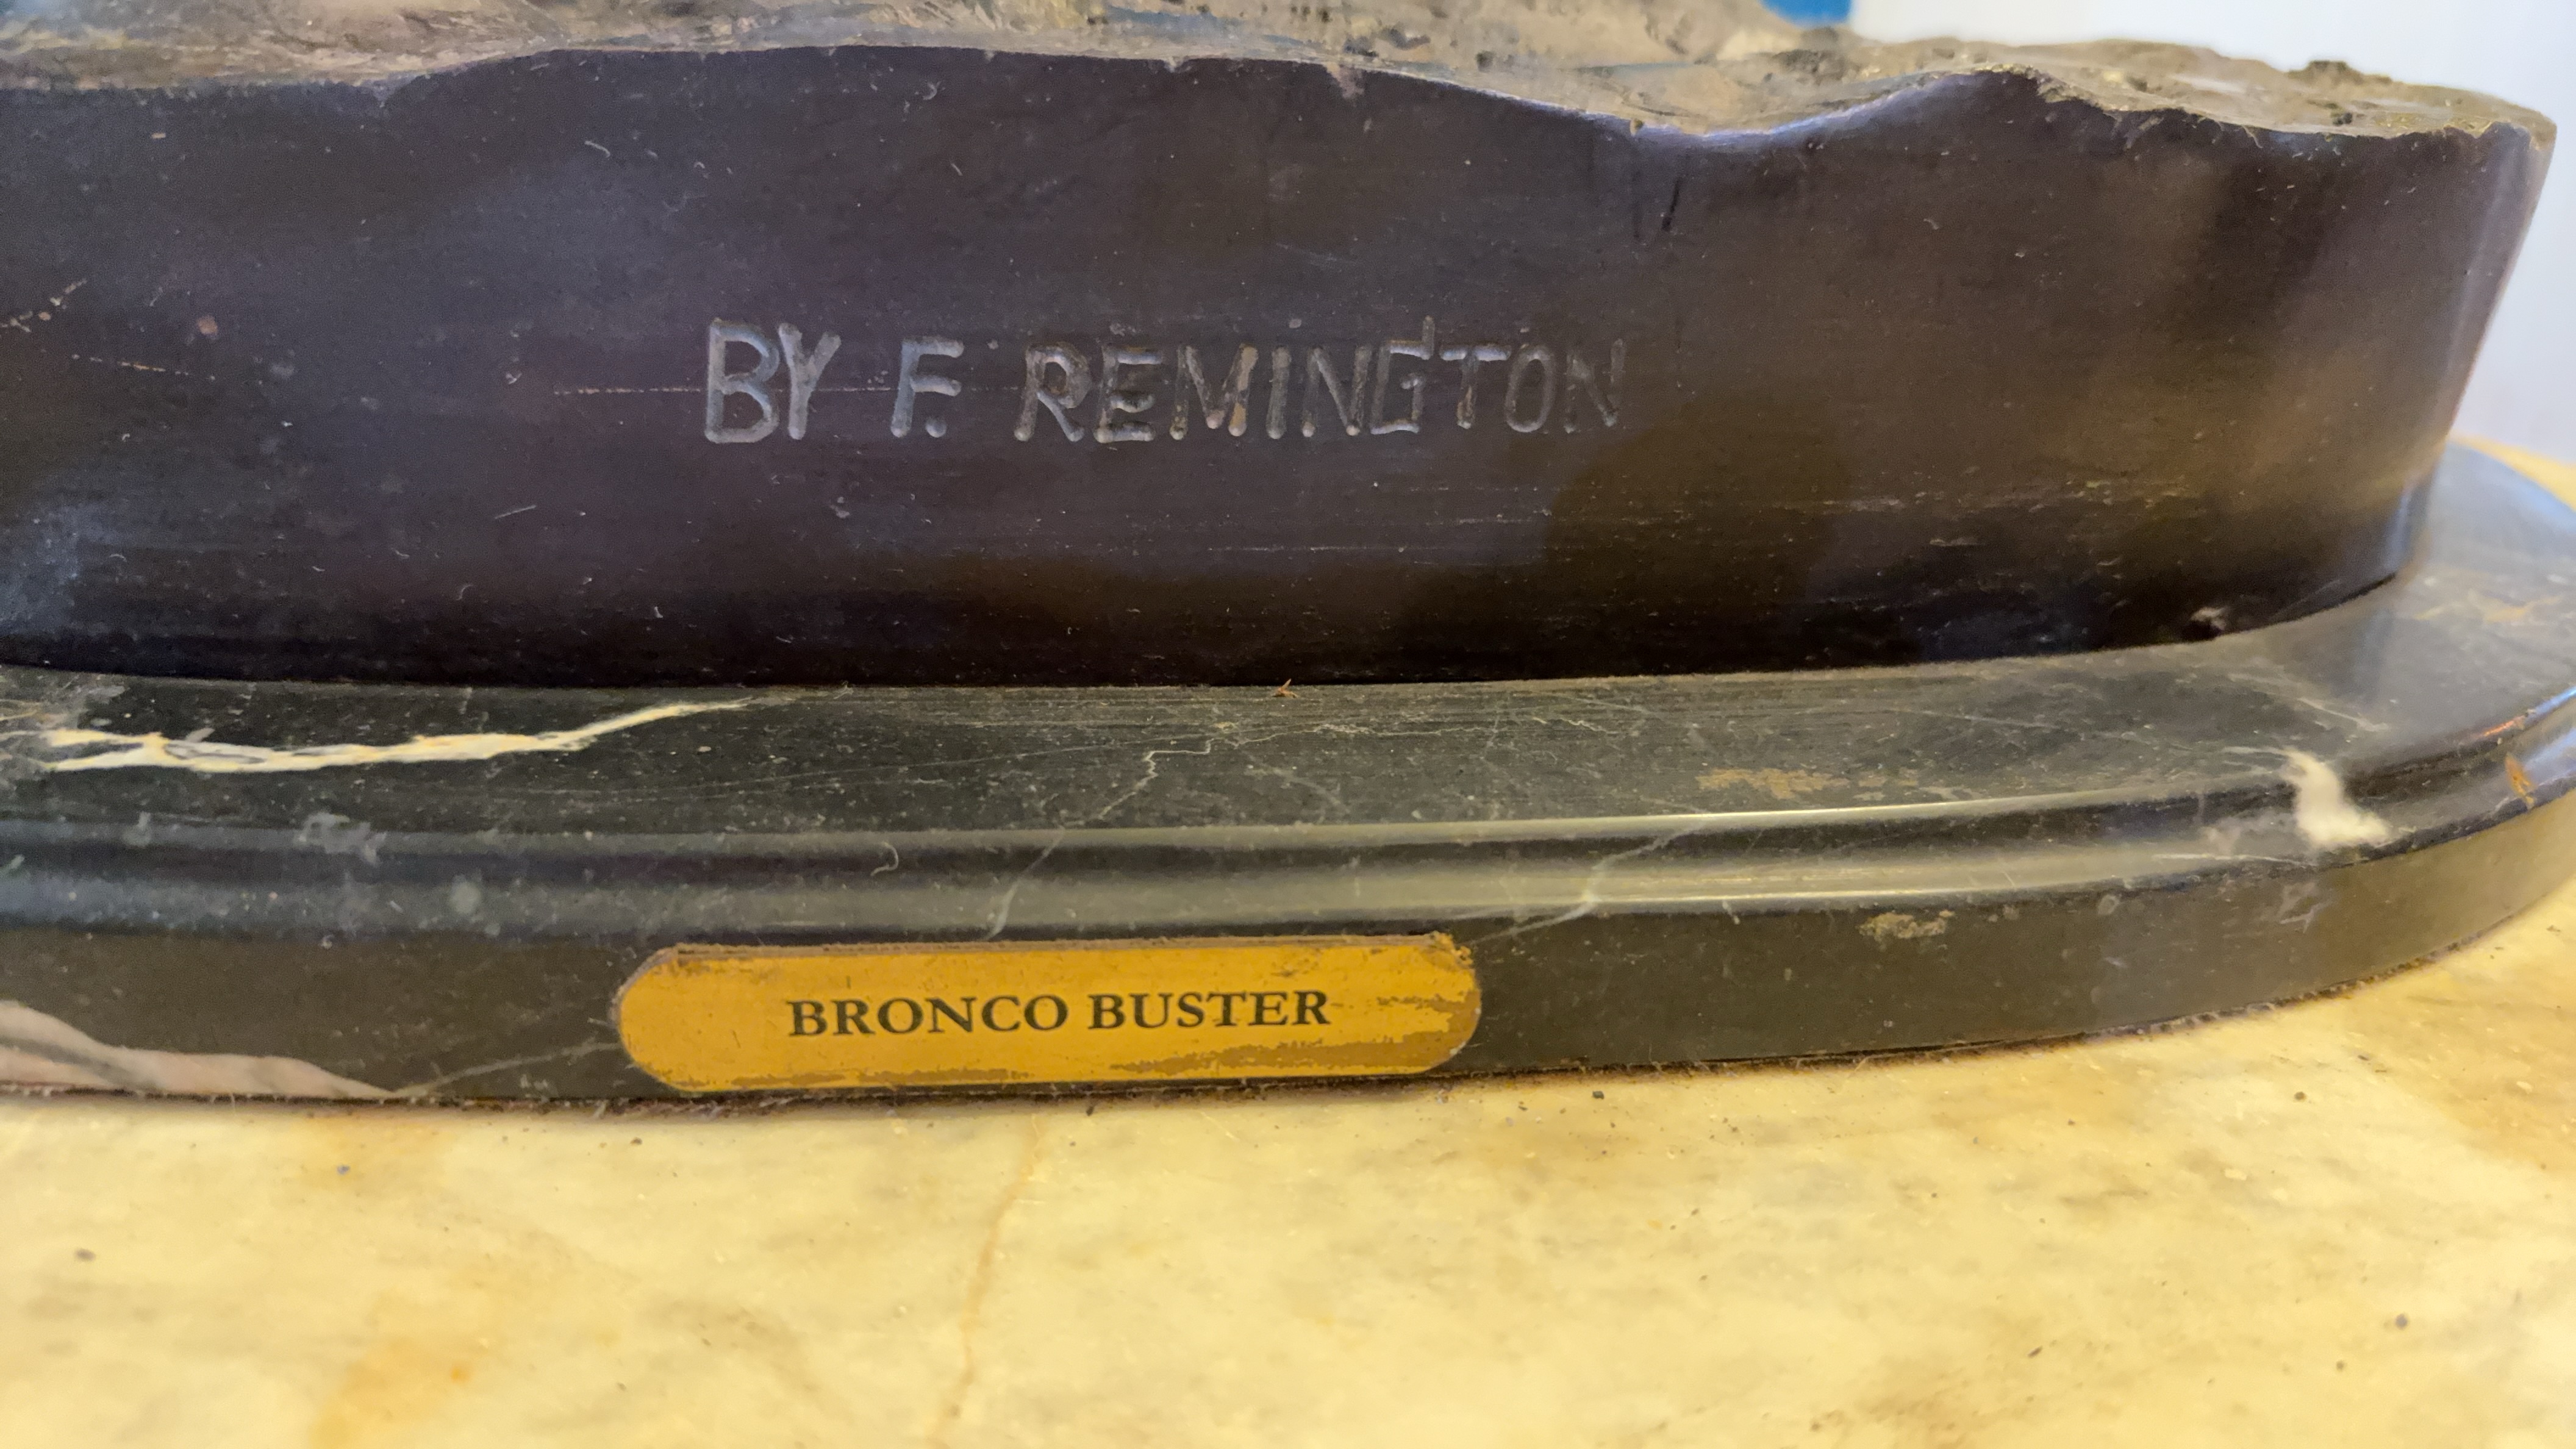 BY F. REMINGTON
BRONCO BUSTER